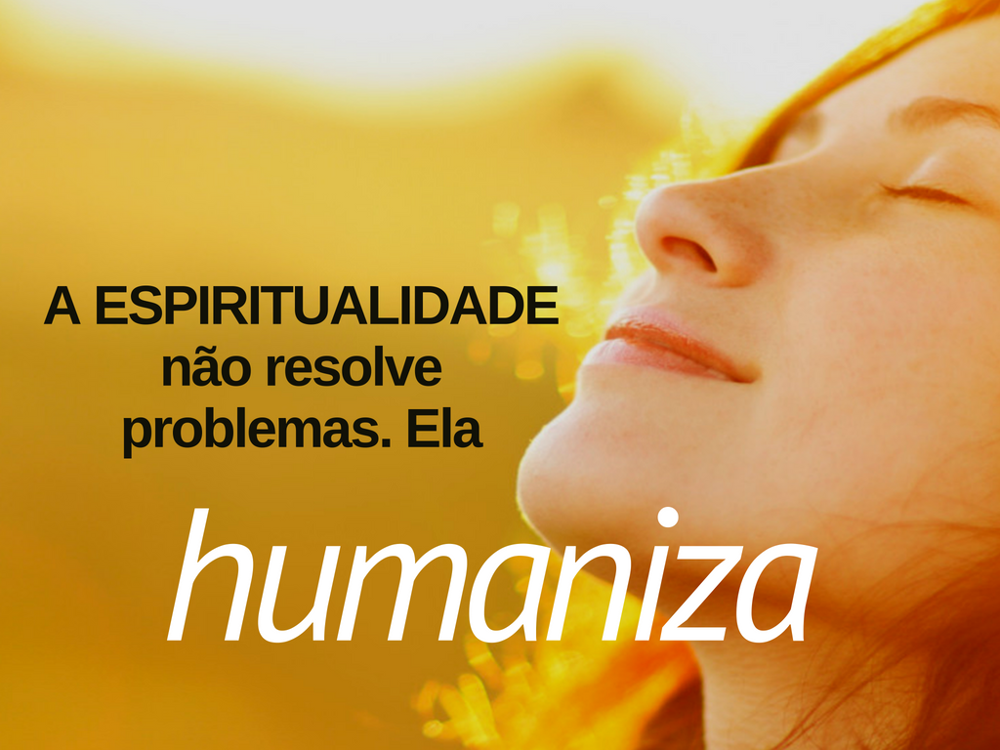 A ESPIRITUALIDADE
não resolve
problemas. Ela
humaniza